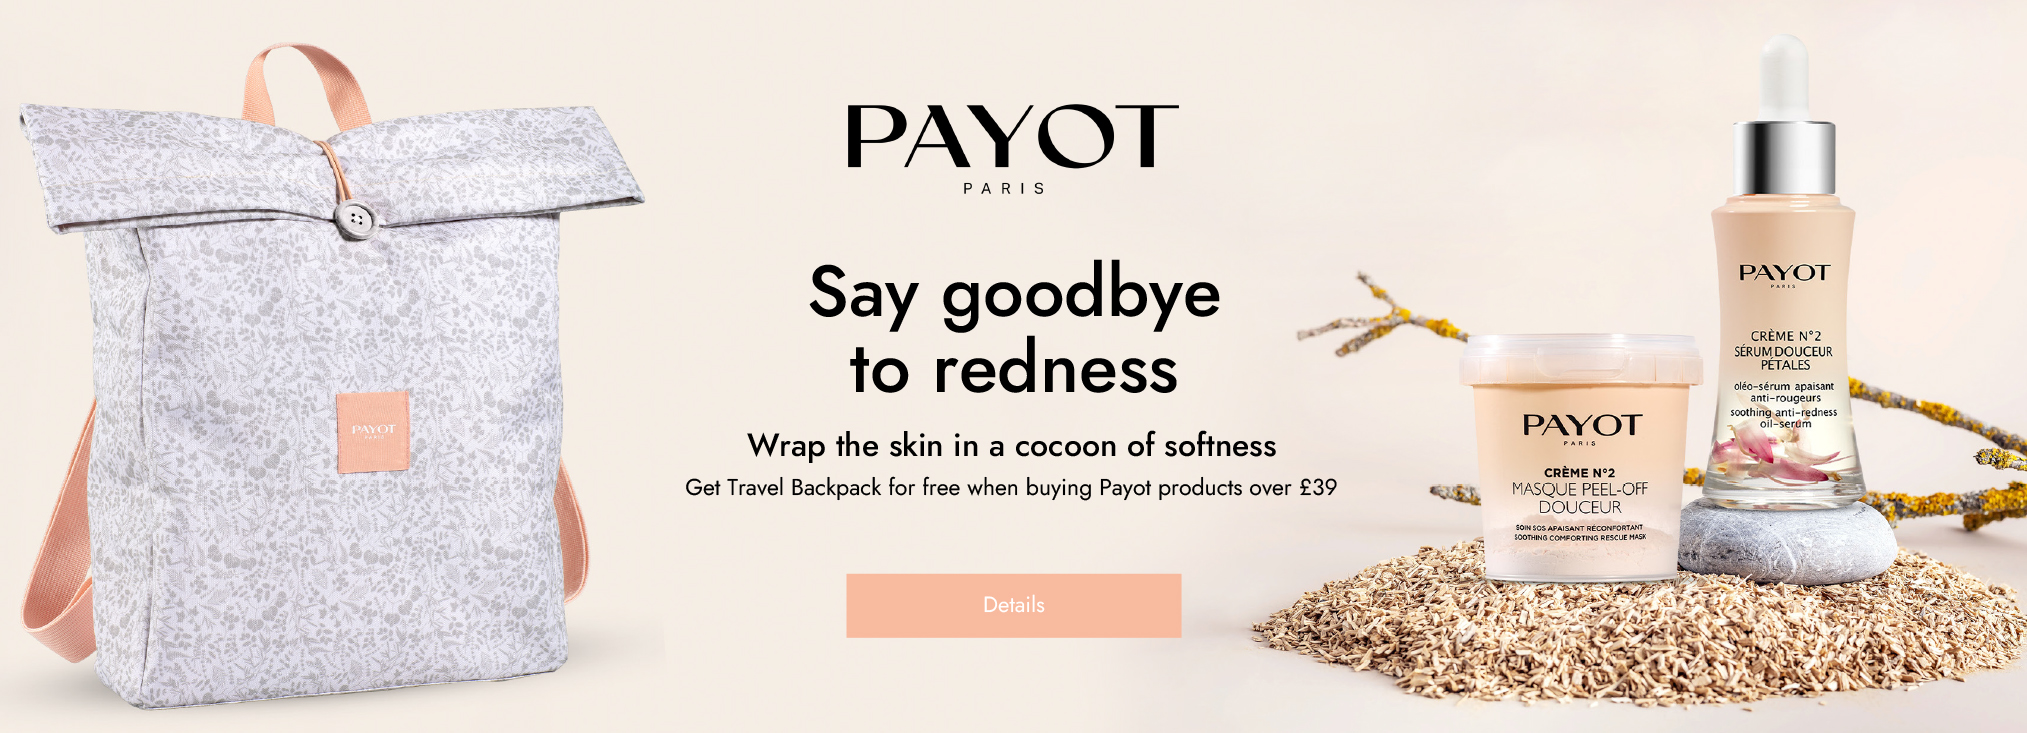 PAYOT
PARIS
Say goodbye
to redness
Wrap the skin in a cocoon of softness
Get Travel Backpack for free when buying Payot products over £39
Details
PAYOT
PARIS
PAYOT
PARIS
CRÈME N°2
MASQUE PEEL-OFF
DOUCEUR
SOIN SOS APAISANT RÉCONFORTANT
SOOTHING COMFORTING RESCUE MASK
PAYOT
PARIS
CRÈME N°2
SÉRUM DOUCEUR
PÉTALES
oléo-sérum apaisant
anti-rougeurs
soothing anti-redness
oil-serum